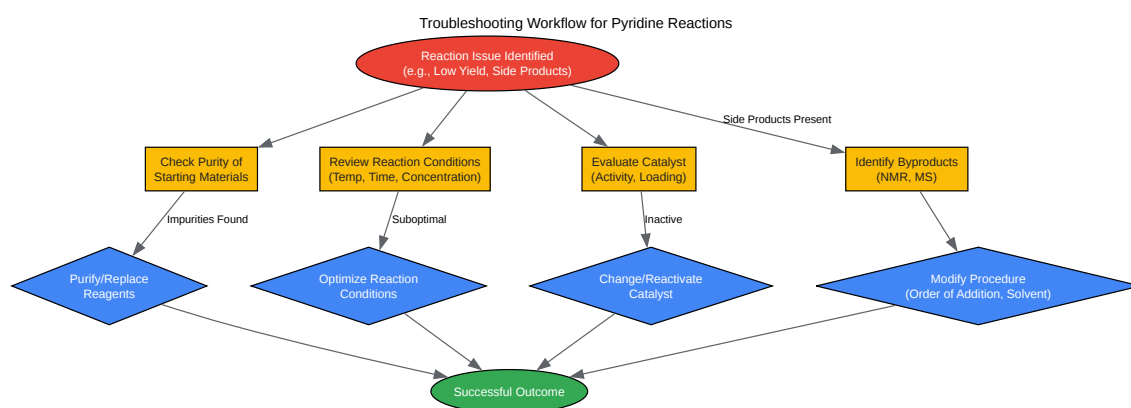 Troubleshooting Workflow for Pyridine Reactions
Reaction Issue Identified
(e.g., Low Yield, Side Products)
Side Products Present
Check Purity of
Starting Materials
Review Reaction Conditions
(Temp, Time, Concentration)
Evaluate Catalyst
(Activity, Loading)
Identify Byproducts
(NMR, MS)
Impurities Found
Suboptimal
Inactive
Purify/Replace
Reagents
Optimize Reaction
Conditions
Change/Reactivate
Catalyst
Modify Procedure
(Order of Addition, Solvent)
Successful Outcome